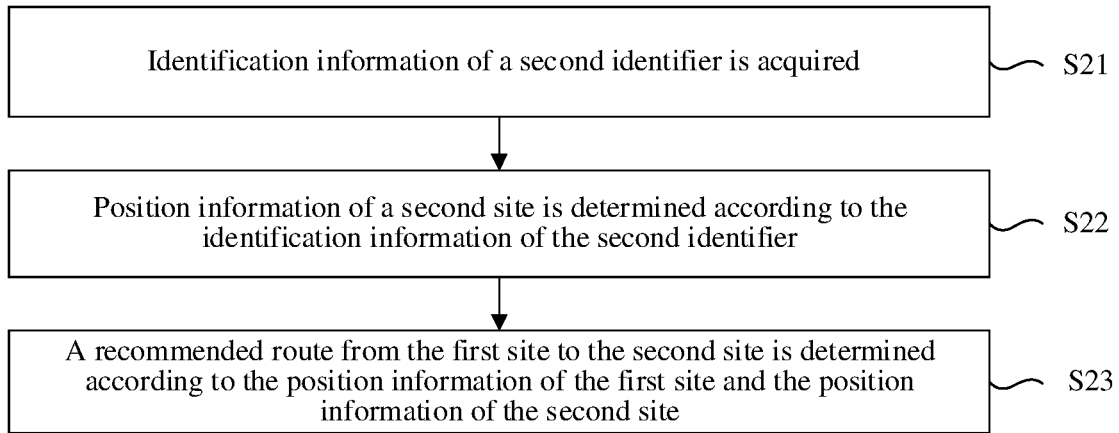 Identification information of a second identifier is acquired
S21
Position information of a second site is determined according to the
identification information of the second identifier
S22
A recommended route from the first site to the second site is determined
according to the position information of the first site and the position
information of the second site
S23